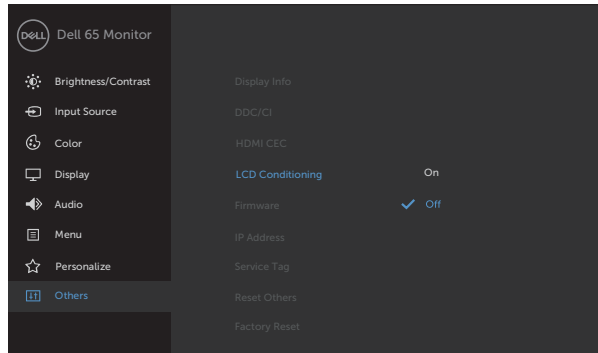 DELL Dell 65 Monitor
Brightness/Contrast
Input Source
Color
Display
Audio
Menu
Personalize
Others
Display Info
DDC/CI
HDMI CEC
LCD Conditioning On
Firmware Off
IP Address
Service Tag
Reset Others
Factory Reset